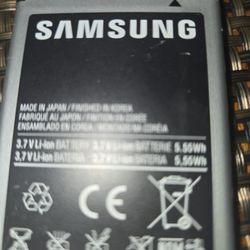 SAMSUNG
MADE IN JAPAN / FINISHED IN KOREA
FABRIQUÉ AU JAPON / FINI EN CORÉE
ENSAMBLADO EN JAPÓN / MONTADO EN COREA
3.7V Li-ion BATTERY 3.7V Li-ion BATTERIE 5.55Wh
3.7V Li-ion BATERÍA 3.7V Li-ion BATERIA 5.55Wh
CE